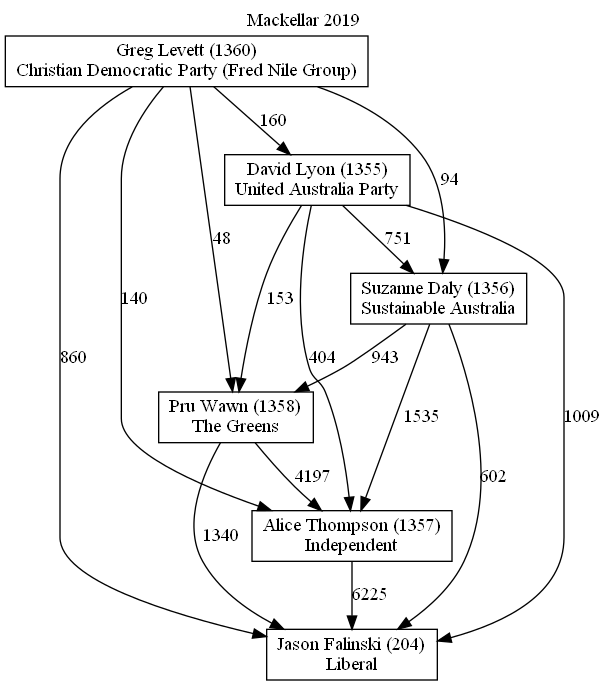 Mackellar 2019
Greg Levett (1360)
Christian Democratic Party (Fred Nile Group)
160
David Lyon (1355)
United Australia Party
94
48
751
Suzanne Daly (1356)
Sustainable Australia
140
153
860
404
943
Pru Wawn (1358)
The Greens
1535
1009
4197
602
Alice Thompson (1357)
Independent
1340
6225
Jason Falinski (204)
Liberal